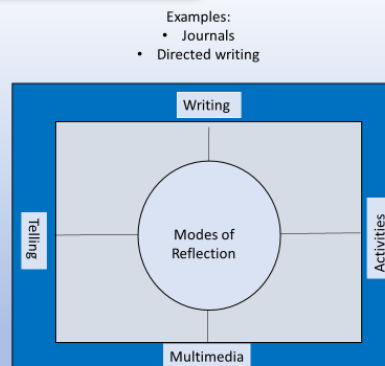 Examples:
• Journals
• Directed writing
Writing
Telling
Modes of
Reflection
Activities
Multimedia